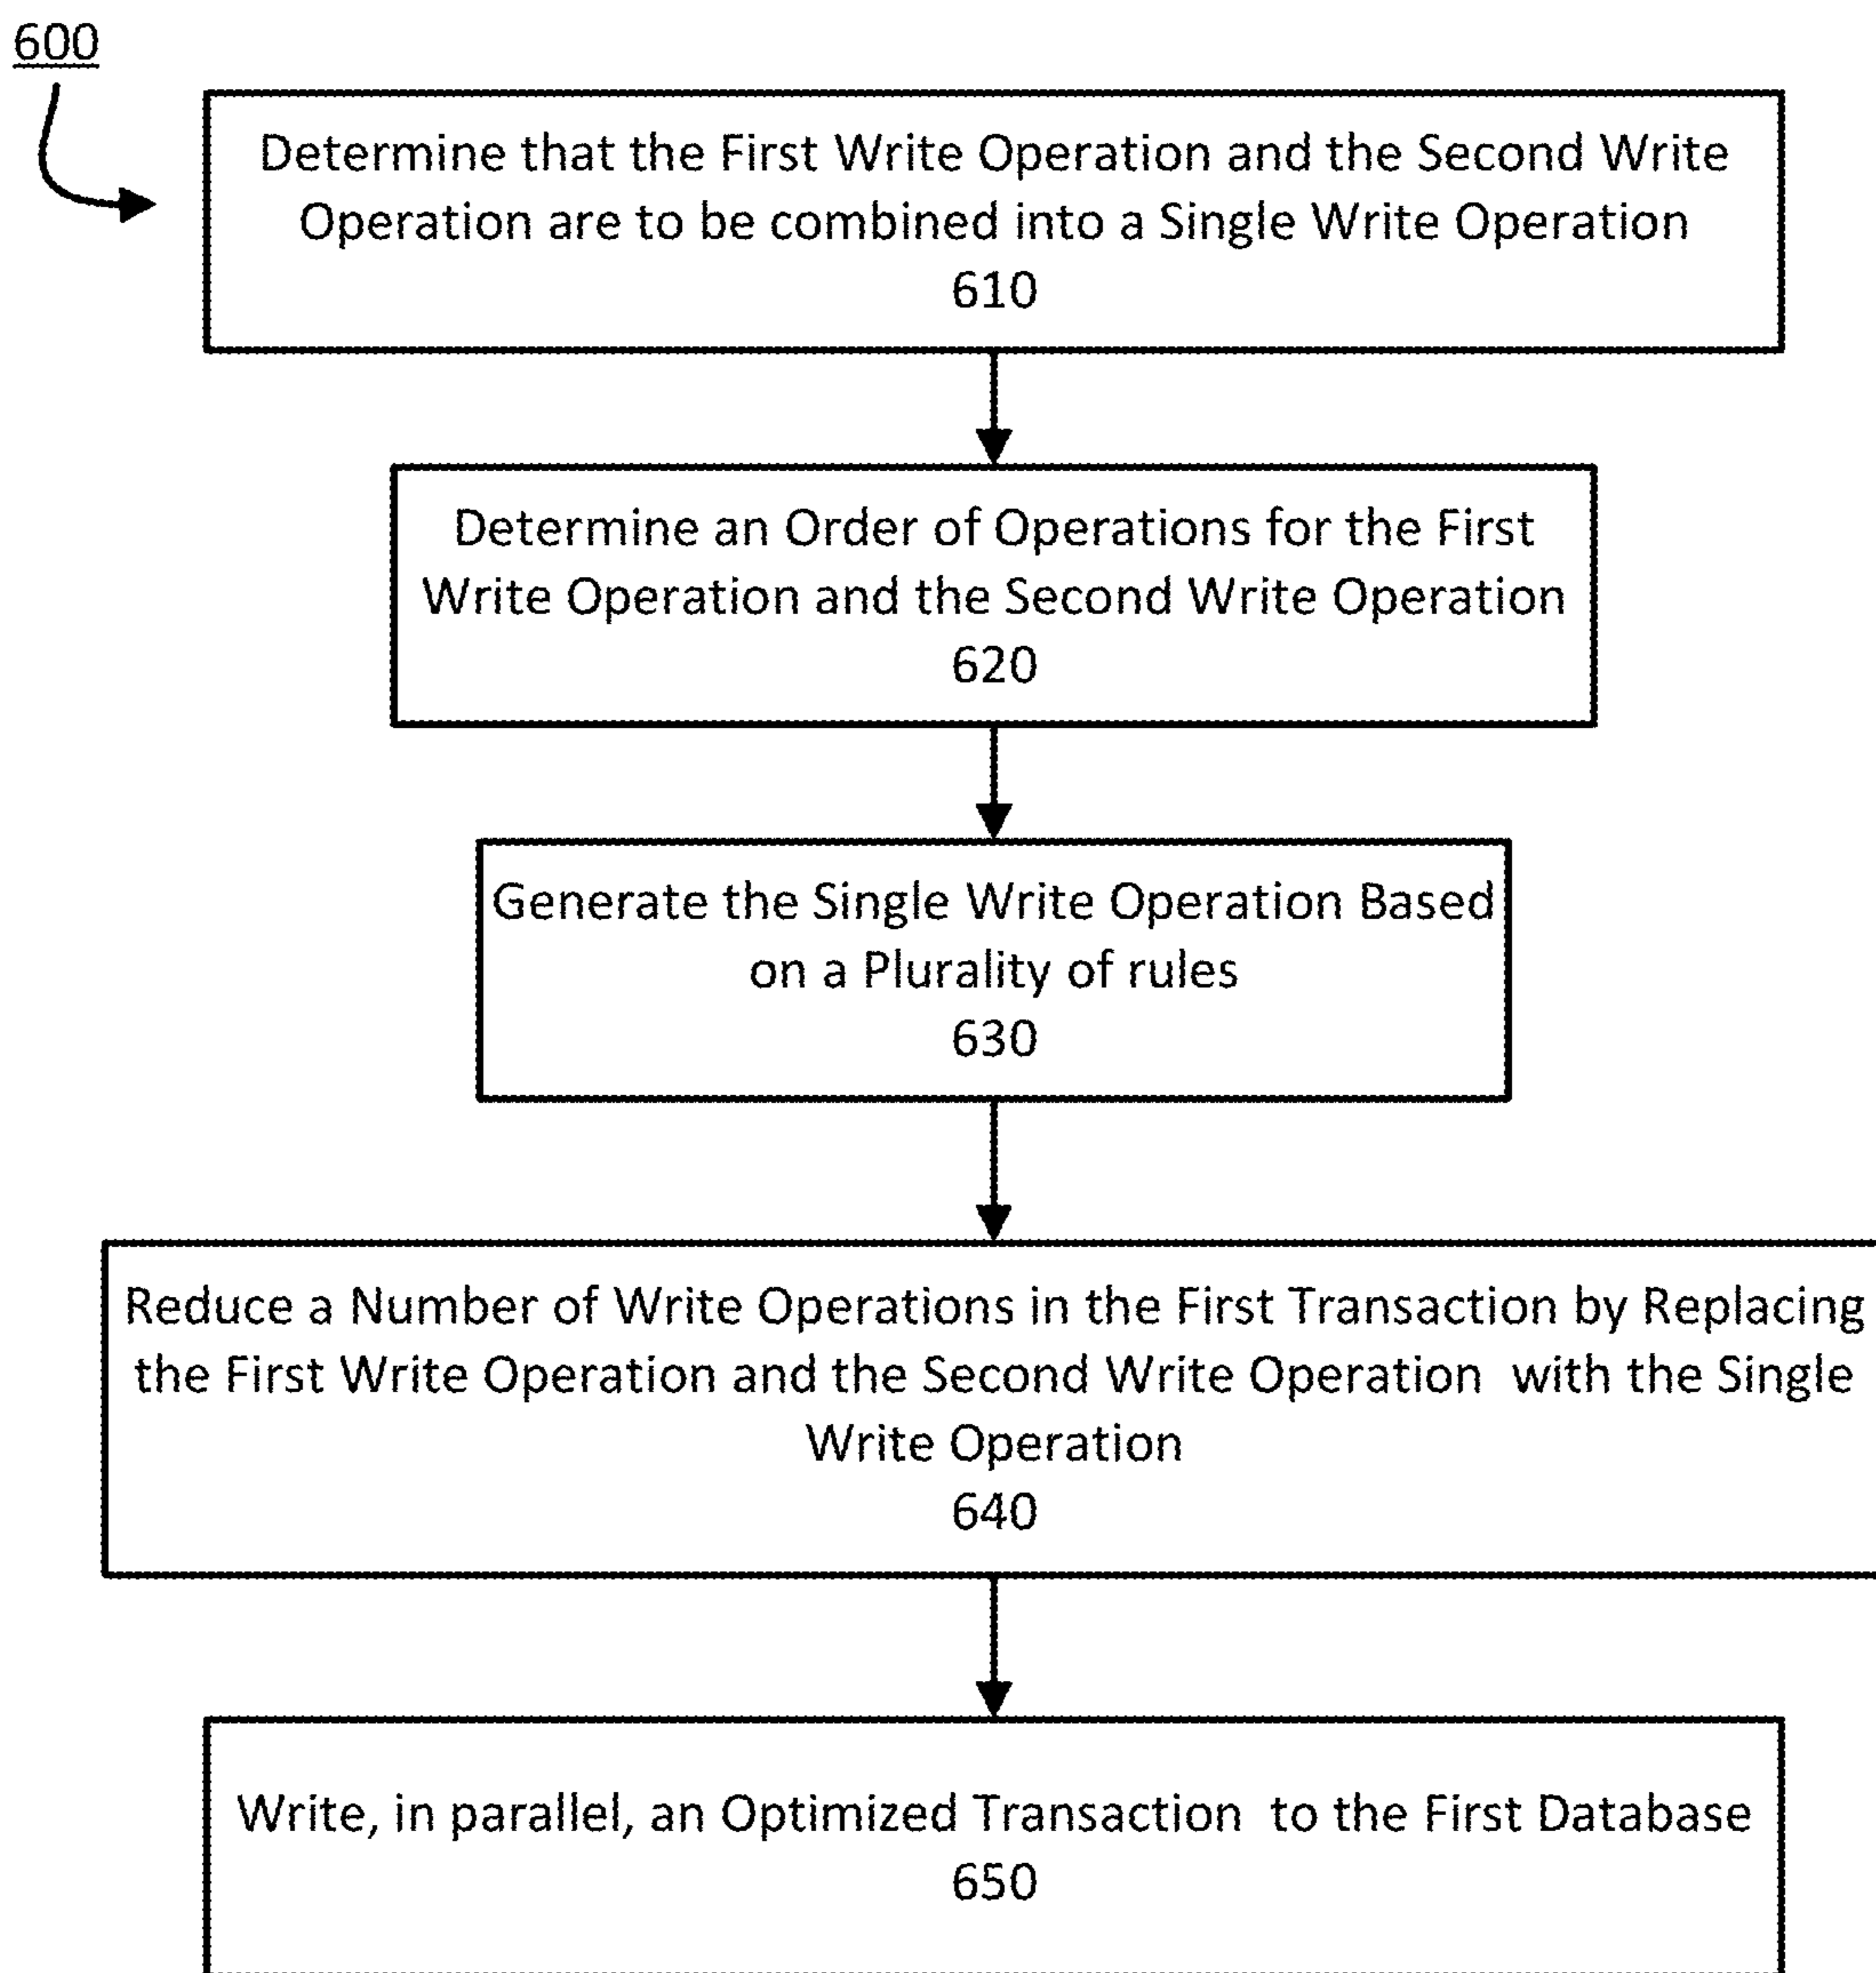 600
Determine that the First Write Operation and the Second Write
Operation are to be combined into a Single Write Operation
610
Determine an Order of Operations for the First
Write Operation and the Second Write Operation
620
Generate the Single Write Operation Based
on a Plurality of rules
630
Reduce a Number of Write Operations in the First Transaction by Replacing
the First Write Operation and the Second Write Operation  with the Single
Write Operation
640
Write, in parallel, an Optimized Transaction  to the First Database
650